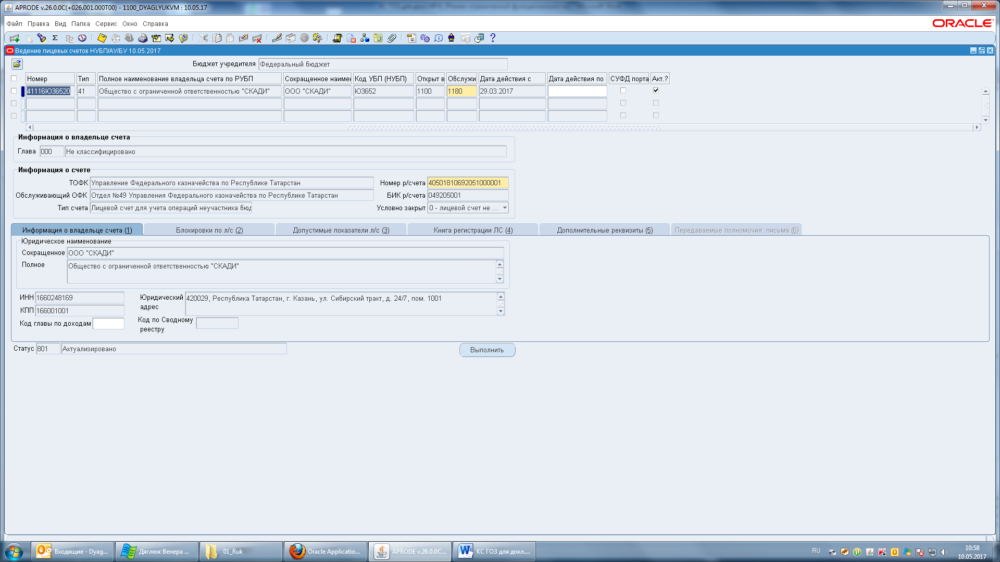 APRODE v.26.0.0C(+026.001.000T00) - 1100_DYAGLYUKVM : 10.05.17
Файл Правка Вид Папка Сервис Окно Справка
ORACLE
Ведение лицевых счетов НУБП/АУ/БУ 10.05.2017
Бюджет учредителя Федеральный бюджет
Номер Тип Полное наименование владельца счета по РУБП Сокращенное наимен Код УБП (НУБП) Открыт в Обслужи Дата действия с Дата действия по СУФД порта Акт.?
41116Ю36520 41 Общество с ограниченной ответственностью "СКАДИ" ООО "СКАДИ" Ю3652 1100 1180 29.03.2017
Информация о владельце счета
Глава 000 Не классифицировано
Информация о счете
ТОФК Управление Федерального казначейства по Республике Татарстан Номер р/счета 40501810692051000001
Обслуживающий ОФК Отдел №49 Управления Федерального казначейства по Республике Татарстан БИК р/счета 049205001
Тип счета Лицевой счет для учета операций неучастника бюд Условно закрыт 0 - лицевой счет не ...
Информация о владельце счета (1) Блокировки по л/с (2) Допустимые показатели л/с (3) Книга регистрации ЛС (4) Дополнительные реквизиты (5) Передаваемые полномочия: письма (6)
Юридическое наименование
Сокращенное ООО "СКАДИ"
Полное Общество с ограниченной ответственностью "СКАДИ"
ИНН 1660248169 Юридический адрес 420029, Республика Татарстан, г. Казань, ул. Сибирский тракт, д. 24/7, пом. 1001
КПП 166001001
Код главы по доходам Код по Сводному реестру
Статус 801 Актуализировано Выполнить
Входящие - Dyag... Дяглюк Венера ... 01_Ruk Oracle Applicatio... APRODE v.26.0.0C... КС ГОЗ для докл.... RU 10:58
10.05.2017